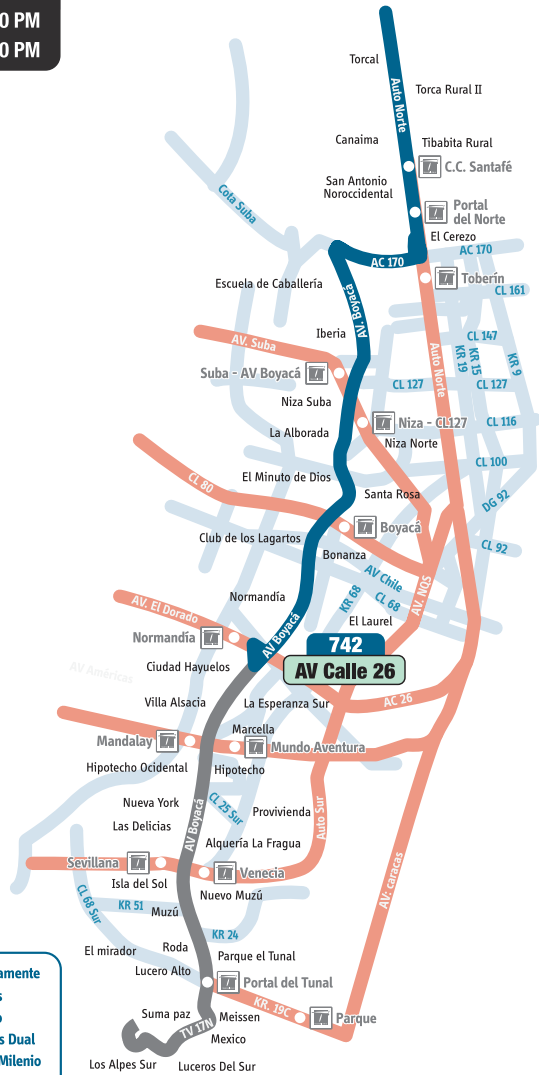 0 PM
0 PM
Torcal
Auto Norte
Torca Rural II
Canaima
Tibabita Rural
C.C. Santafé
San Antonio
Noroccidental
Portal
del Norte
Cota Suba
El Cerezo
AC 170
AC 170
Toberín
Escuela de Caballería
CL 161
AV. Boyacá
Iberia
AV. Suba
CL 147
Auto Norte
KR 19
KR 15
KR 9
Suba - AV Boyacá
CL 127
CL 127
Niza Suba
Niza - CL127
CL 116
La Alborada
Niza Norte
CL 100
El Minuto de Dios
CL 80
Santa Rosa
DG 92
Boyacá
Club de los Lagartos
CL 92
Bonanza
AV Chile
KR 68
CL 68
AV. NQS
Normandía
AV. El Dorado
AV Boyacá
El Laurel
Normandía
742
AV Américas
Ciudad Hayuelos
AV Calle 26
Villa Alsacia
La Esperanza Sur
AC 26
Marcella
Mandalay
Mundo Aventura
Hipotecho Ocidental
Hipotecho
Nueva York
CL 25 Sur
Provivienda
Auto Sur
Las Delicias
AV Boyacá
Alquería La Fragua
Sevillana
Venecia
AV: caracas
Isla del Sol
Nuevo Muzú
CL 68 Sur
KR 51
Muzú
KR 24
El mirador
Roda
Parque el Tunal
Lucero Alto
amente
Portal del Tunal
s
o
Suma paz
TV 17N
Meissen
KR. 19C
Parque
s Dual
Mexico
Milenio
Los Alpes Sur
Luceros Del Sur